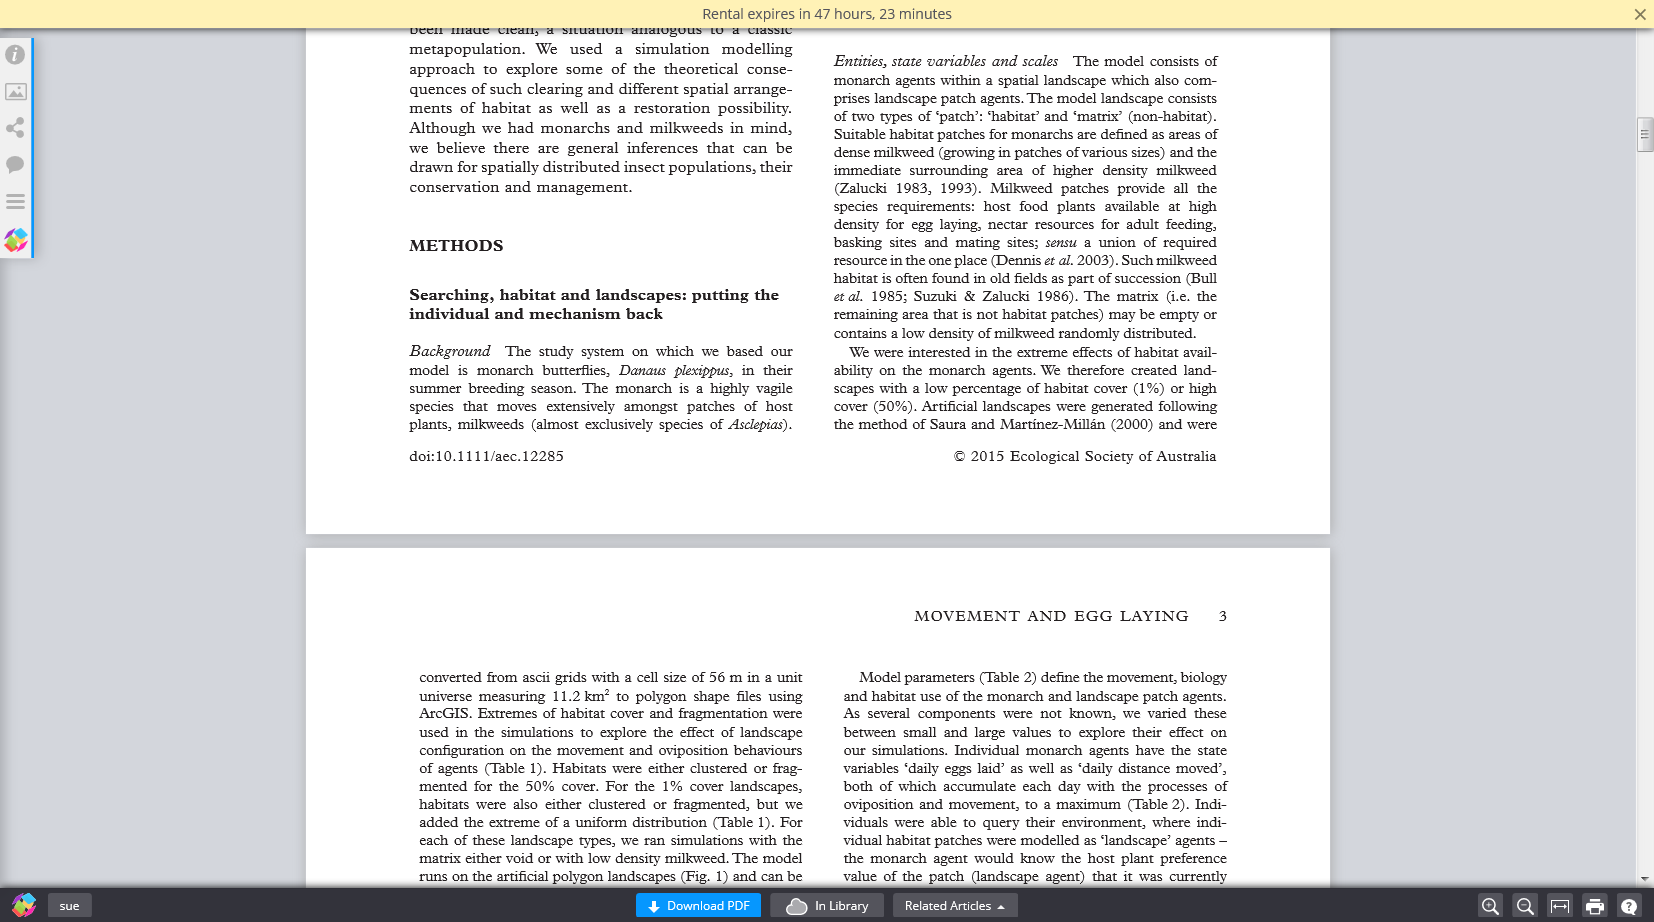 Rental expires in 47 hours, 23 minutes
been made clean, a situation analogous to a classic
metapopulation. We used a simulation modelling
approach to explore some of the theoretical conse-
quences of such clearing and different spatial arrange-
ments of habitat as well as a restoration possibility.
Although we had monarchs and milkweeds in mind,
we believe there are general inferences that can be
drawn for spatially distributed insect populations, their
conservation and management.
METHODS
Searching, habitat and landscapes: putting the
individual and mechanism back
Background The study system on which we based our
model is monarch butterflies, Danaus plexippus, in their
summer breeding season. The monarch is a highly vagile
species that moves extensively amongst patches of host
plants, milkweeds (almost exclusively species of Asclepias).
Entities, state variables and scales The model consists of
monarch agents within a spatial landscape which also com-
prises landscape patch agents. The model landscape consists
of two types of ‘patch’: ‘habitat’ and ‘matrix’ (non-habitat).
Suitable habitat patches for monarchs are defined as areas of
dense milkweed (growing in patches of various sizes) and the
immediate surrounding area of higher density milkweed
(Zalucki 1983, 1993). Milkweed patches provide all the
species requirements: host food plants available at high
density for egg laying, nectar resources for adult feeding,
basking sites and mating sites; sensu a union of required
resource in the one place (Dennis et al. 2003). Such milkweed
habitat is often found in old fields as part of succession (Bull
et al. 1985; Suzuki & Zalucki 1986). The matrix (i.e. the
remaining area that is not habitat patches) may be empty or
contains a low density of milkweed randomly distributed.
We were interested in the extreme effects of habitat avail-
ability on the monarch agents. We therefore created land-
scapes with a low percentage of habitat cover (1%) or high
cover (50%). Artificial landscapes were generated following
the method of Saura and Martínez-Millán (2000) and were
doi:10.1111/aec.12285
© 2015 Ecological Society of Australia
MOVEMENT AND EGG LAYING 3
converted from ascii grids with a cell size of 56 m in a unit
universe measuring 11.2 km² to polygon shape files using
ArcGIS. Extremes of habitat cover and fragmentation were
used in the simulations to explore the effect of landscape
configuration on the movement and oviposition behaviours
of agents (Table 1). Habitats were either clustered or frag-
mented for the 50% cover. For the 1% cover landscapes,
habitats were also either clustered or fragmented, but we
added the extreme of a uniform distribution (Table 1). For
each of these landscape types, we ran simulations with the
matrix either void or with low density milkweed. The model
runs on the artificial polygon landscapes (Fig. 1) and can be
Model parameters (Table 2) define the movement, biology
and habitat use of the monarch and landscape patch agents.
As several components were not known, we varied these
between small and large values to explore their effect on
our simulations. Individual monarch agents have the state
variables ‘daily eggs laid’ as well as ‘daily distance moved’,
both of which accumulate each day with the processes of
oviposition and movement, to a maximum (Table 2). Indi-
viduals were able to query their environment, where indi-
vidual habitat patches were modelled as ‘landscape’ agents –
the monarch agent would know the host plant preference
value of the patch (landscape agent) that it was currently
sue
Download PDF
In Library
Related Articles